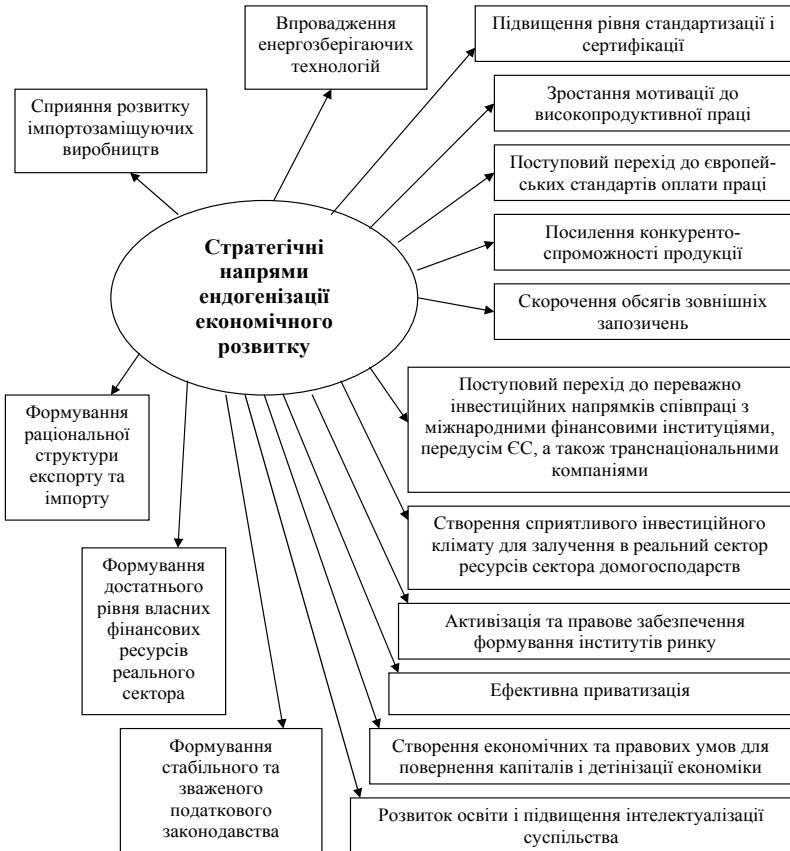 Впровадження
енергозберігаючих
технологій
Підвищення рівня стандартизації і
сертифікації
Сприяння розвитку
імпортозаміщуючих
виробництв
Зростання мотивації до
високопродуктивної праці
Поступовий перехід до європей-
ських стандартів оплати праці
Посилення конкуренто-
спроможності продукції
Скорочення обсягів зовнішніх
запозичень
Стратегічні
напрями
ендогенізації
економічного
розвитку
Поступовий перехід до переважно
інвестиційних напрямків співпраці з
міжнародними фінансовими інституціями,
передусім ЄС, а також транснаціональними
компаніями
Формування
раціональної
структури
експорту та
імпорту
Створення сприятливого інвестиційного
клімату для залучення в реальний сектор
ресурсів сектора домогосподарств
Формування
достатнього
рівня власних
фінансових
ресурсів
реального
сектора
Активізація та правове забезпечення
формування інститутів ринку
Ефективна приватизація
Формування
стабільного та
зваженого
податкового
законодавства
Створення економічних та правових умов для
повернення капіталів і детінізації економіки
Розвиток освіти і підвищення інтелектуалізації
суспільства